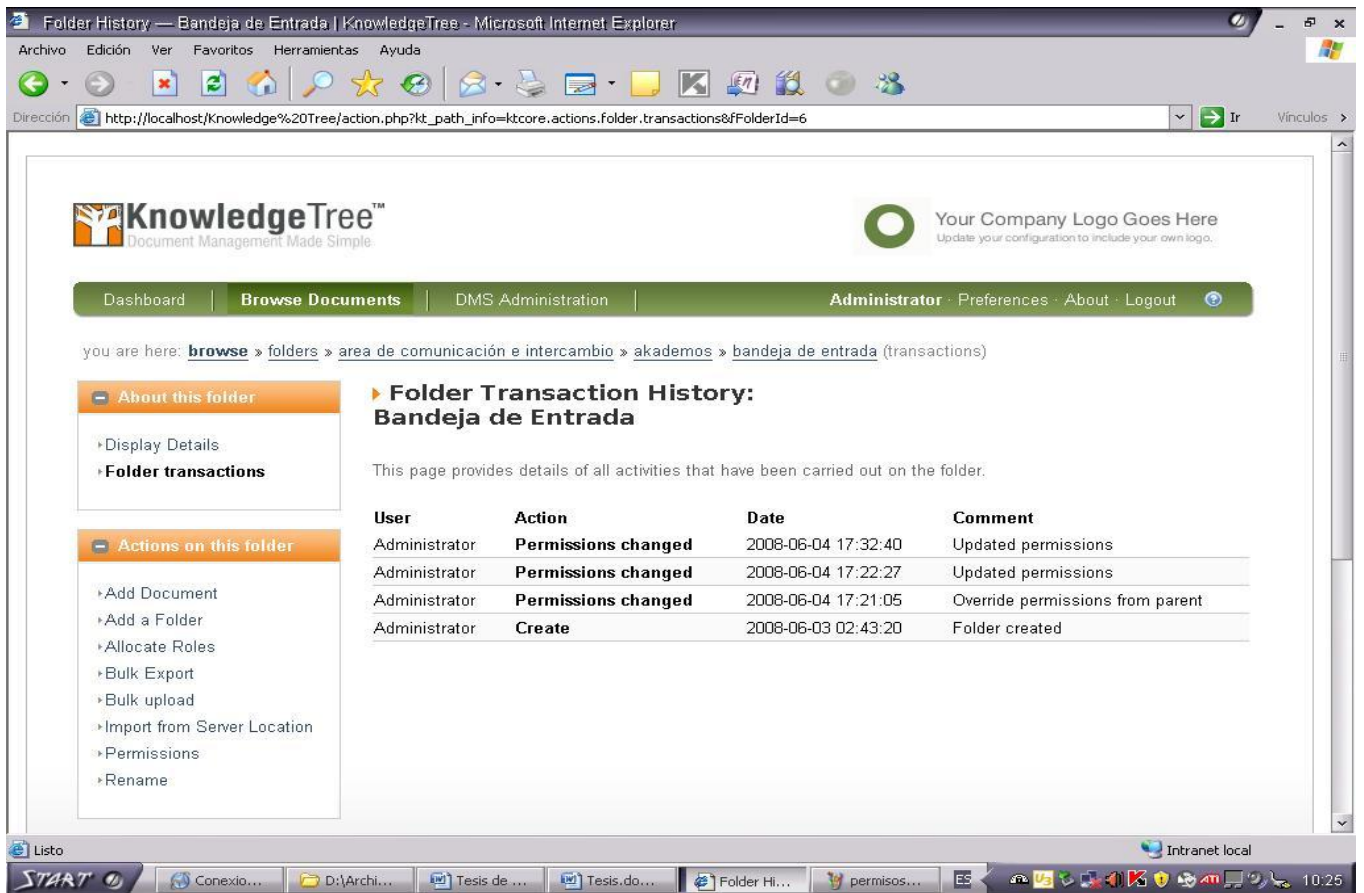 Folder History — Bandeja de Entrada | KnowledgeTree - Microsoft Internet Explorer
Archivo Edición Ver Favoritos Herramientas Ayuda
Dirección http://localhost/Knowledge%20Tree/action.php?kt_path_info=ktcore.actions.folder.transactions&fFolderId=6 Ir Vínculos
KnowledgeTree™
Document Management Made Simple
Your Company Logo Goes Here
Update your configuration to include your own logo.
Dashboard | Browse Documents | DMS Administration | Administrator · Preferences · About · Logout ?
you are here: browse » folders » area de comunicación e intercambio » akademos » bandeja de entrada (transactions)
About this folder
Display Details
Folder transactions
Actions on this folder
Add Document
Add a Folder
Allocate Roles
Bulk Export
Bulk upload
Import from Server Location
Permissions
Rename
Folder Transaction History:
Bandeja de Entrada
This page provides details of all activities that have been carried out on the folder.
User Action Date Comment
Administrator Permissions changed 2008-06-04 17:32:40 Updated permissions
Administrator Permissions changed 2008-06-04 17:22:27 Updated permissions
Administrator Permissions changed 2008-06-04 17:21:05 Override permissions from parent
Administrator Create 2008-06-03 02:43:20 Folder created
Listo Intranet local
START Conexio... D:\Archi... Tesis de ... Tesis.do... Folder Hi... permisos... ES 10:25